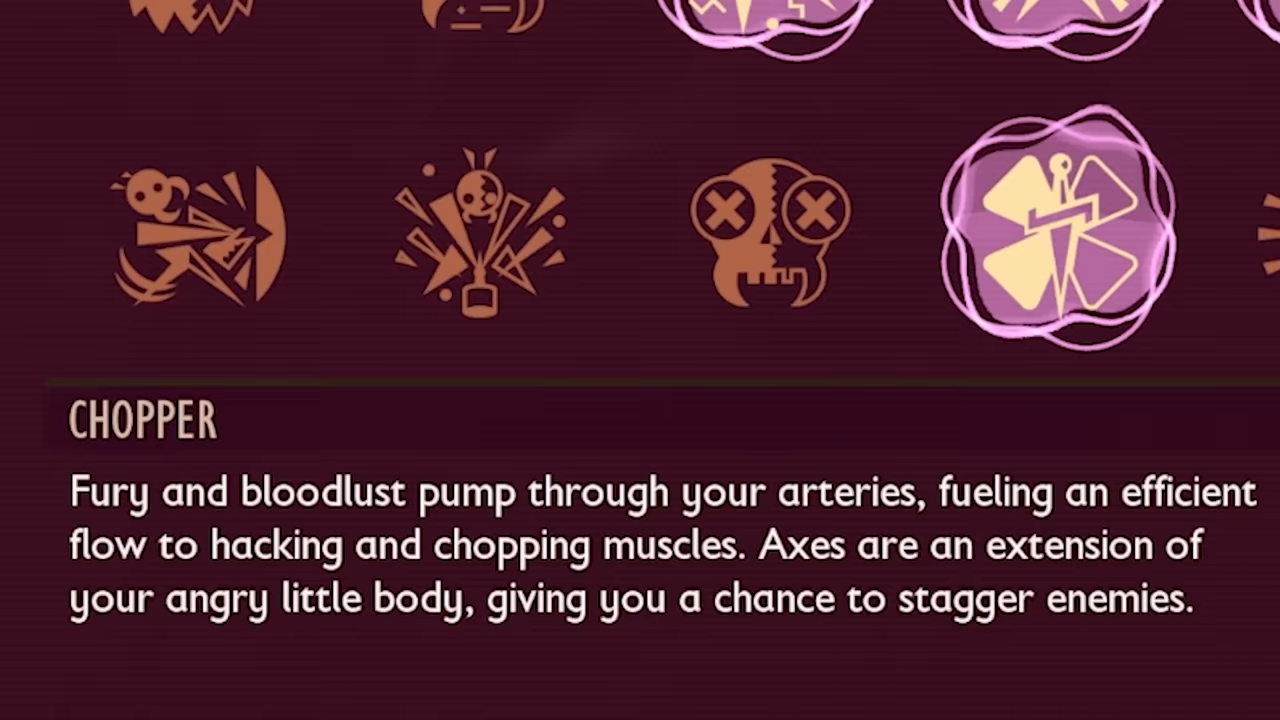 CHOPPER
Fury and bloodlust pump through your arteries, fueling an efficient
flow to hacking and chopping muscles. Axes are an extension of
your angry little body, giving you a chance to stagger enemies.